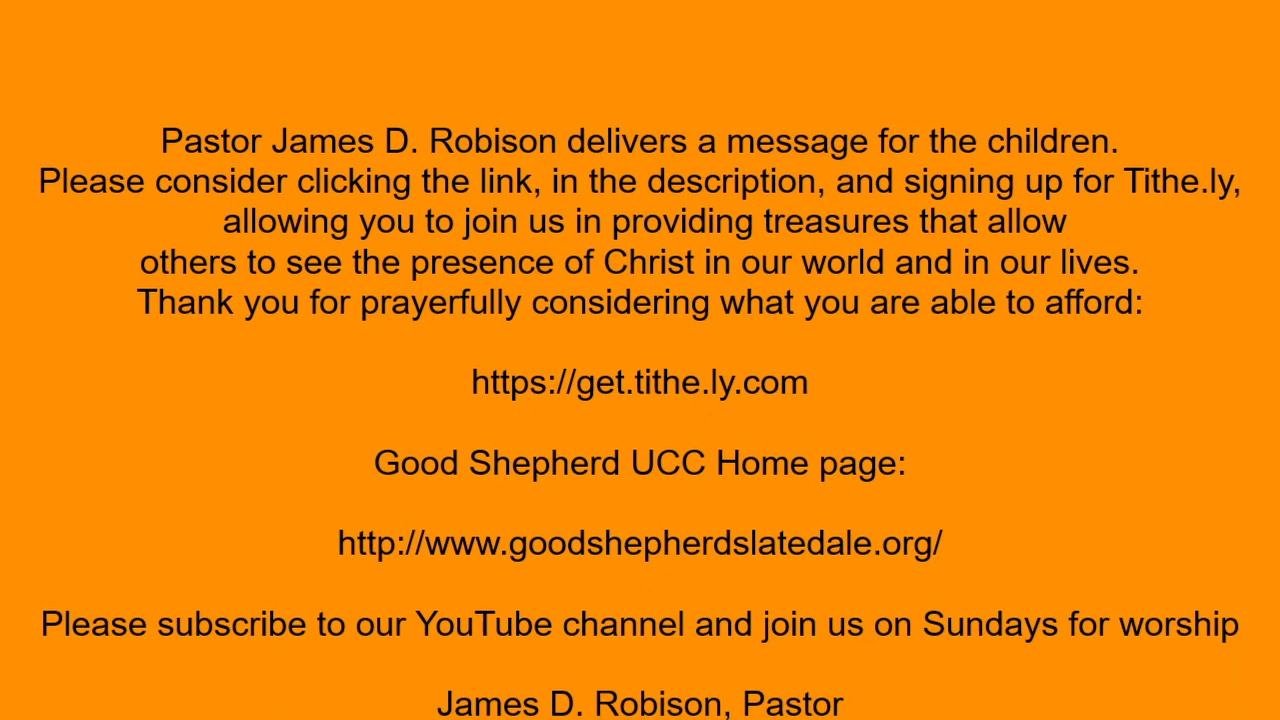 Pastor James D. Robison delivers a message for the children.
Please consider clicking the link, in the description, and signing up for Tithe.ly,
allowing you to join us in providing treasures that allow
others to see the presence of Christ in our world and in our lives.
Thank you for prayerfully considering what you are able to afford:
https://get.tithe.ly.com
Good Shepherd UCC Home page:
http://www.goodshepherdslatedale.org/
Please subscribe to our YouTube channel and join us on Sundays for worship
James D. Robison, Pastor